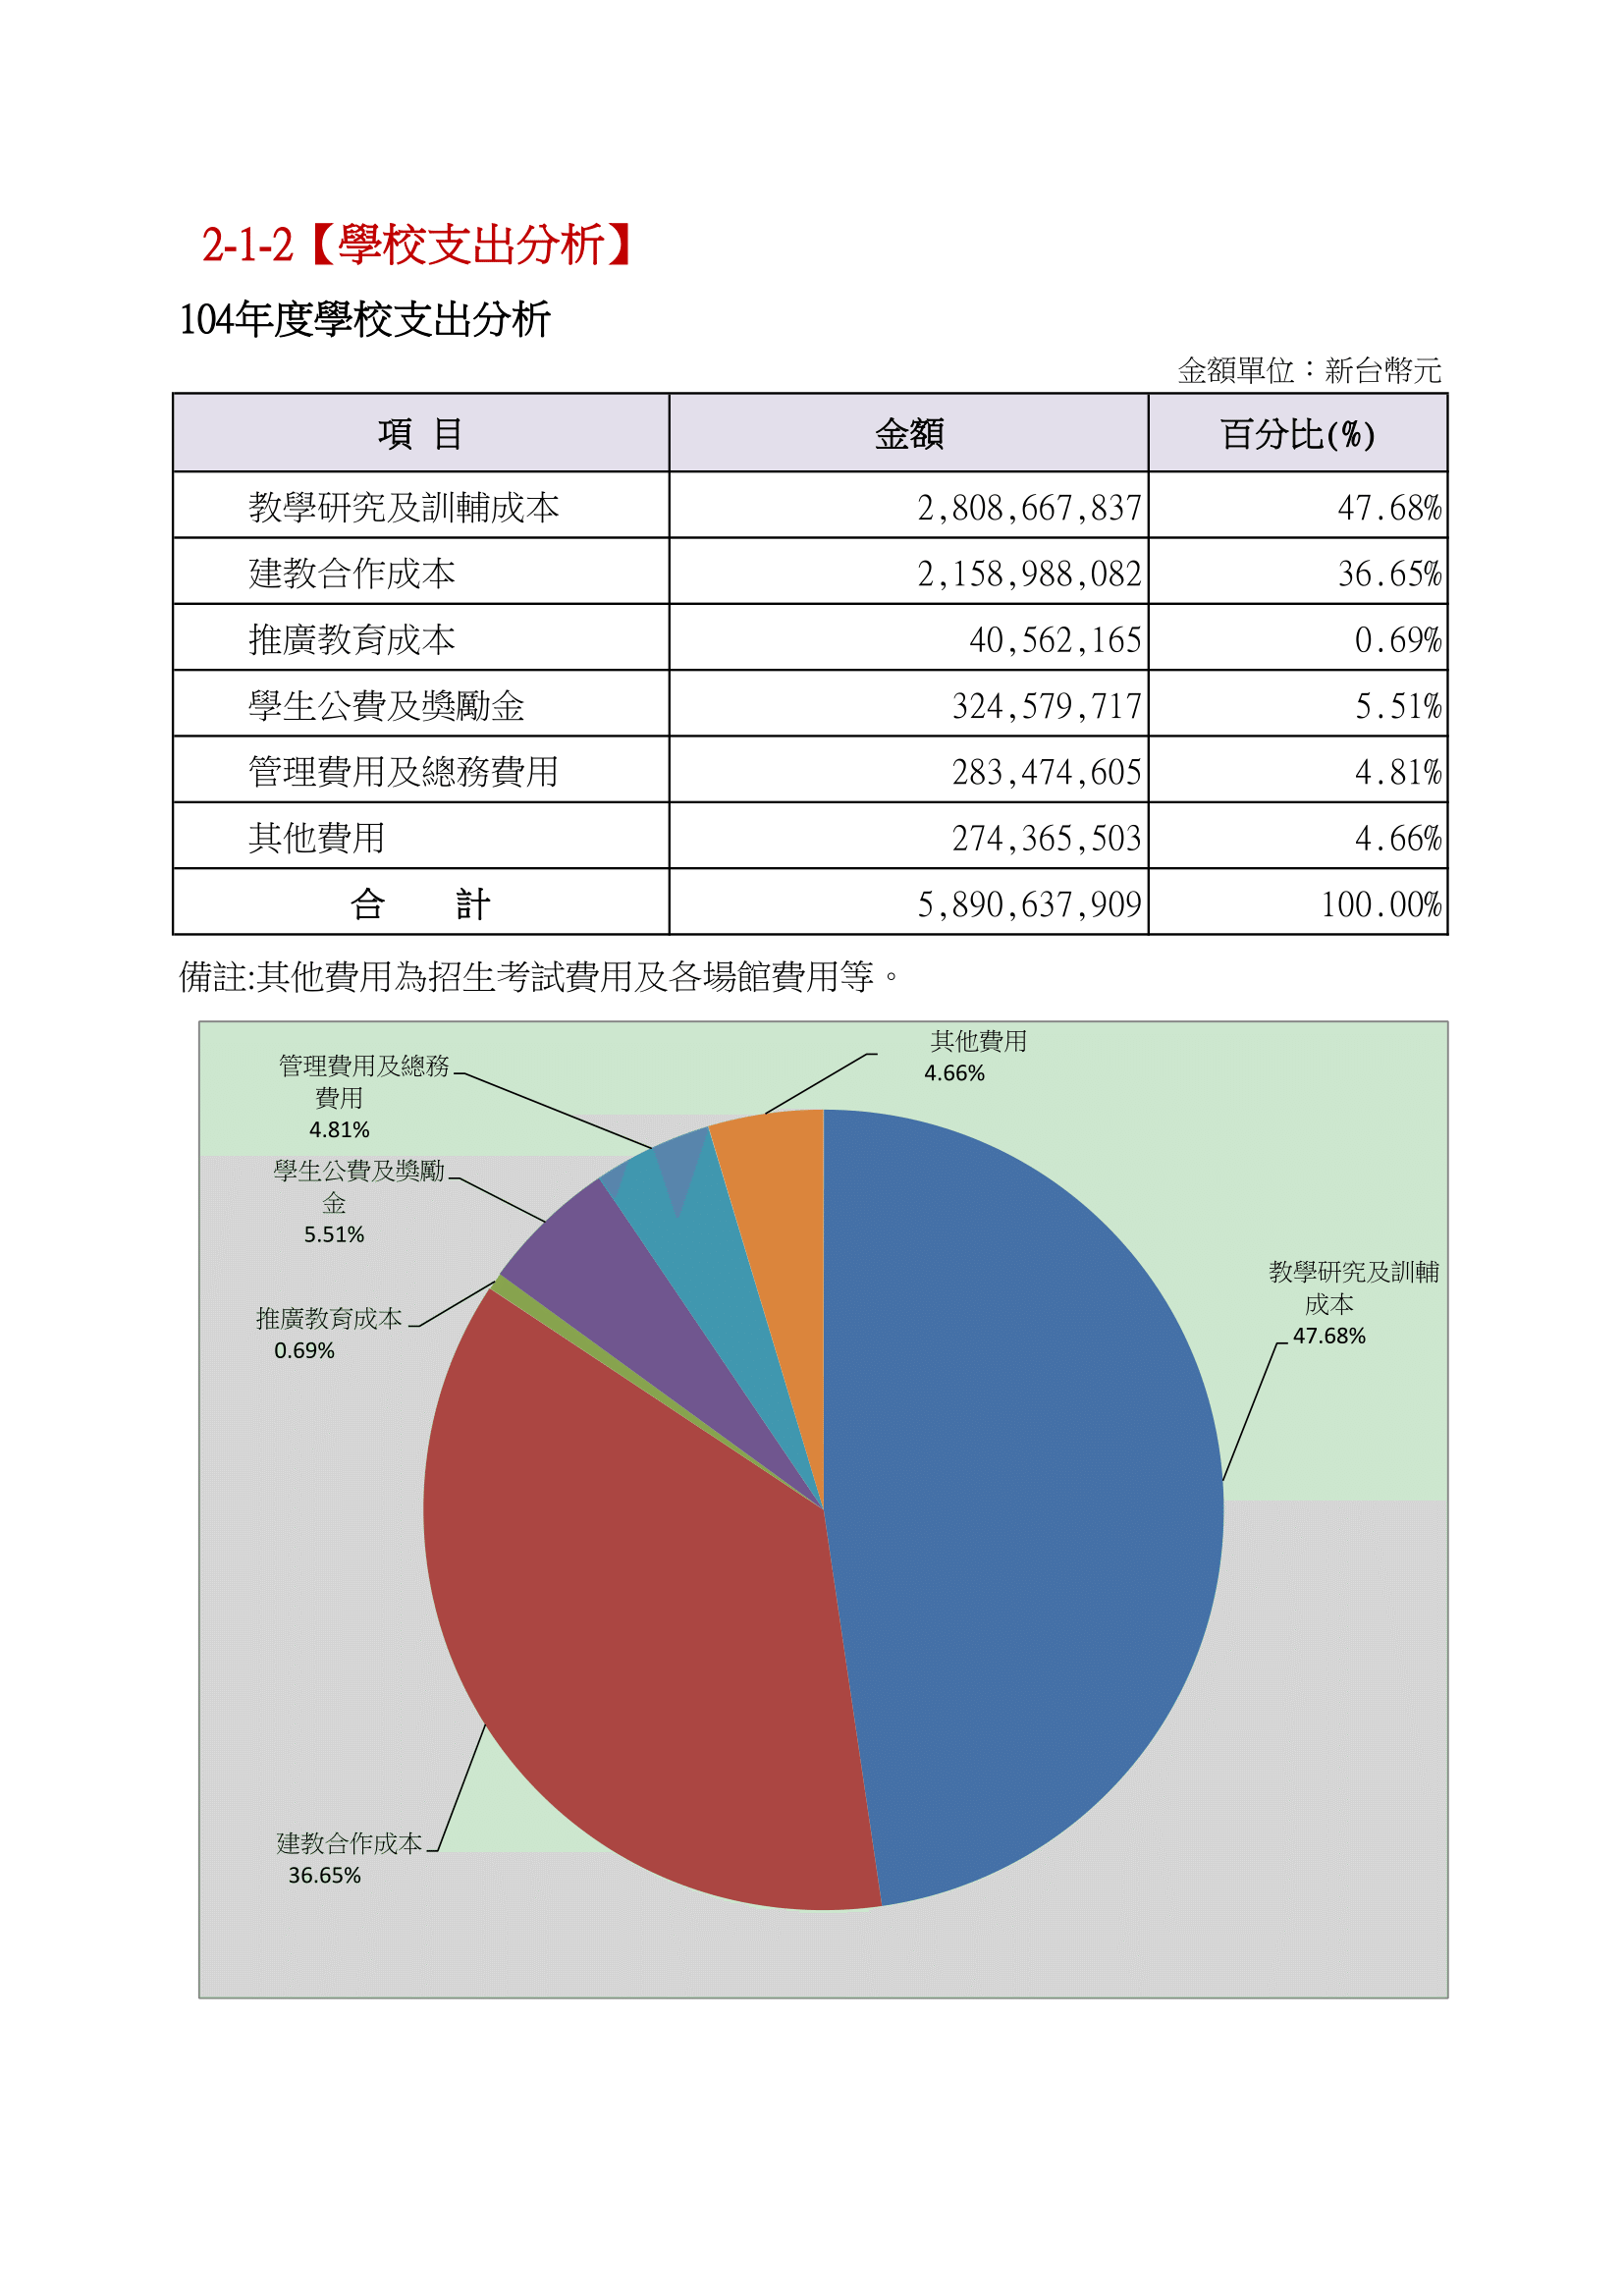 2-1-2【學校支出分析】
104年度學校支出分析
金額單位：新台幣元
項 目 金額 百分比(%)
教學研究及訓輔成本 2,808,667,837 47.68%
建教合作成本 2,158,988,082 36.65%
推廣教育成本 40,562,165 0.69%
學生公費及獎勵金 324,579,717 5.51%
管理費用及總務費用 283,474,605 4.81%
其他費用 274,365,503 4.66%
合 計 5,890,637,909 100.00%
備註:其他費用為招生考試費用及各場館費用等。
其他費用
4.66%
管理費用及總務
費用
4.81%
學生公費及獎勵
金
5.51%
教學研究及訓輔
成本
47.68%
推廣教育成本
0.69%
建教合作成本
36.65%